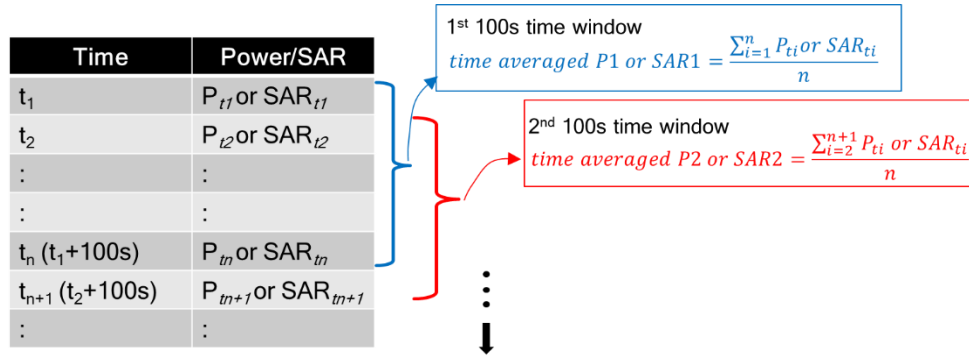 1st 100s time window
time averaged P1 or SAR1 = ∑ⁿᵢ₌₁ Pti or SARti / n
Time Power/SAR
t1 Pt1 or SARt1
t2 Pt2 or SARt2
: :
: :
tn (t1+100s) Ptn or SARtn
tn+1 (t2+100s) Ptn+1 or SARtn+1
: :
2nd 100s time window
time averaged P2 or SAR2 = ∑ⁿ⁺¹ᵢ₌₂ Pti or SARti / n